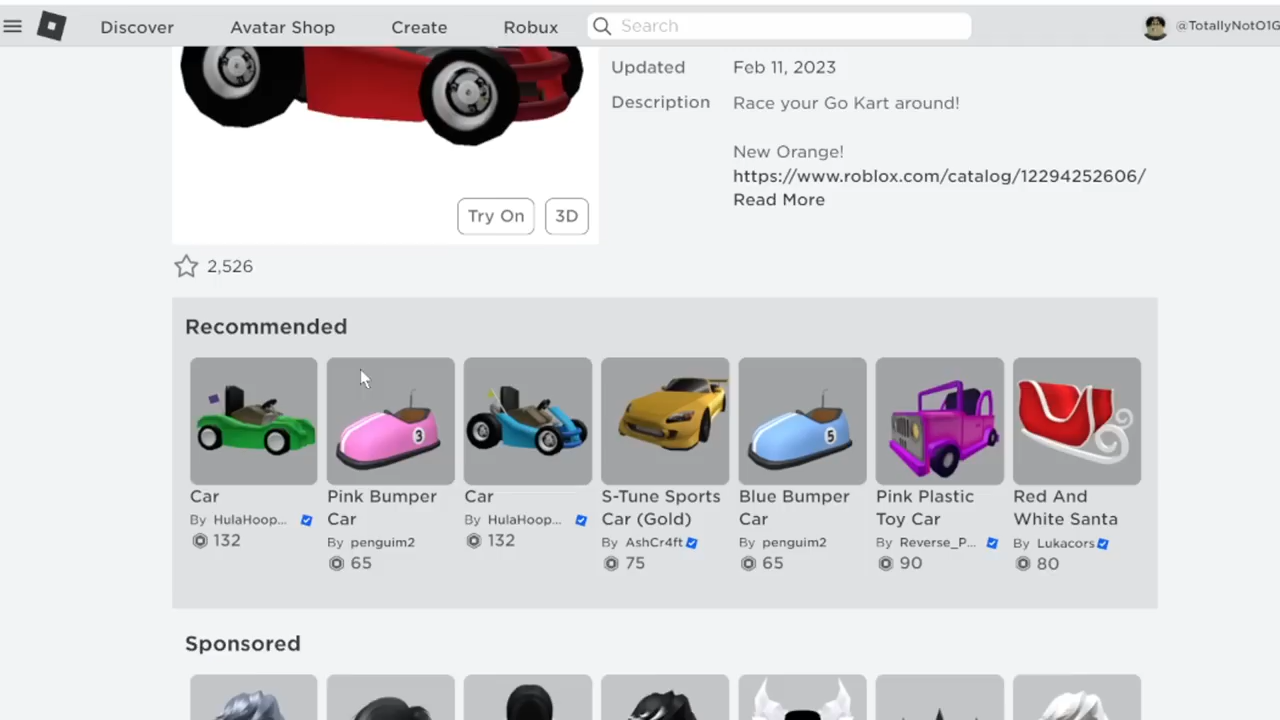 Discover
Avatar Shop
Create
Robux
Search
@TotallyNotO1G
Updated
Feb 11, 2023
Description
Race your Go Kart around!
New Orange!
https://www.roblox.com/catalog/12294252606/
Read More
Try On
3D
2,526
Recommended
3
5
Car
By HulaHoop...
132
Pink Bumper
Car
By penguim2
65
Car
By HulaHoop...
132
S-Tune Sports
Car (Gold)
By AshCr4ft
75
Blue Bumper
Car
By penguim2
65
Pink Plastic
Toy Car
By Reverse_P...
90
Red And
White Santa
By Lukacors
80
Sponsored